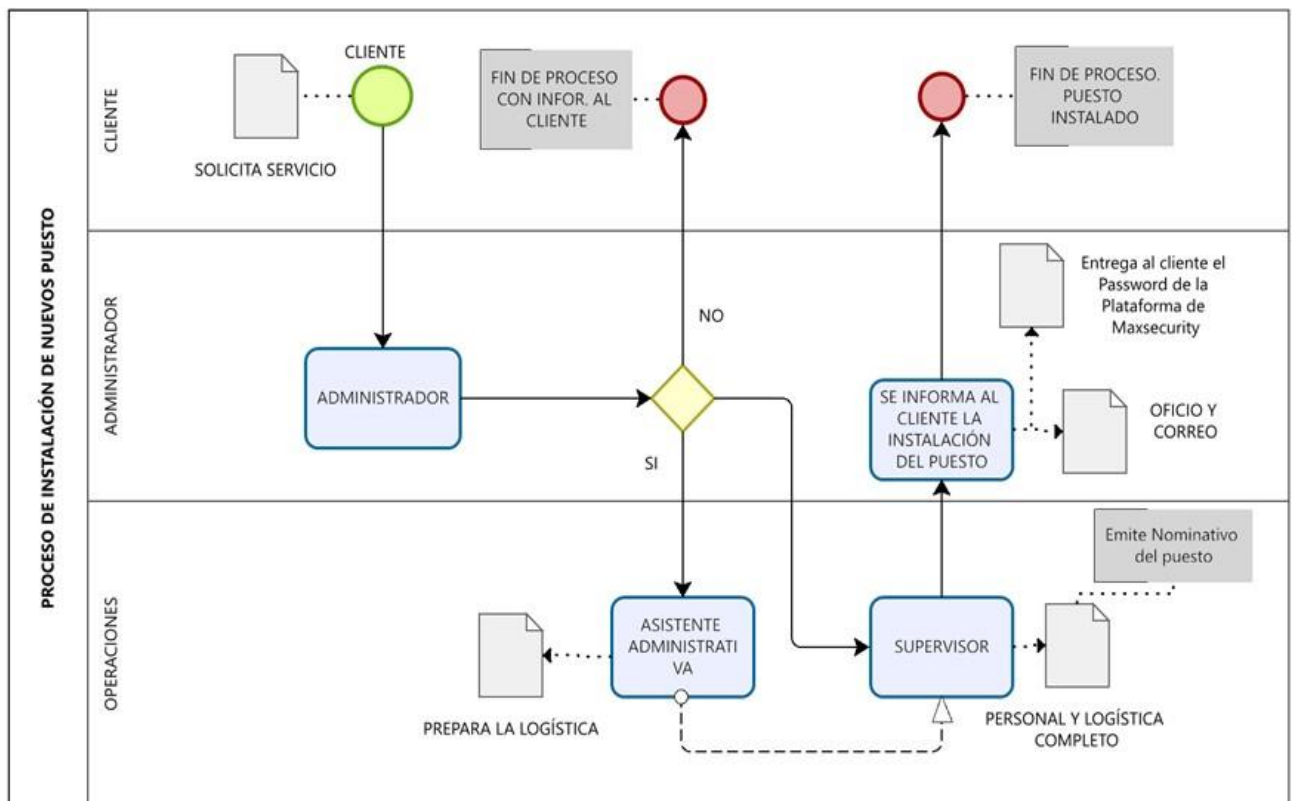 PROCESO DE INSTALACIÓN DE NUEVOS PUESTO
CLIENTE
CLIENTE
SOLICITA SERVICIO
FIN DE PROCESO
CON INFOR. AL
CLIENTE
FIN DE PROCESO.
PUESTO
INSTALADO
ADMINISTRADOR
ADMINISTRADOR
NO
SI
SE INFORMA AL
CLIENTE LA
INSTALACIÓN
DEL PUESTO
Entrega al cliente el
Password de la
Plataforma de
Maxsecurity
OFICIO Y
CORREO
OPERACIONES
PREPARA LA LOGÍSTICA
ASISTENTE
ADMINISTRATI
VA
SUPERVISOR
Emite Nominativo
del puesto
PERSONAL Y LOGÍSTICA
COMPLETO